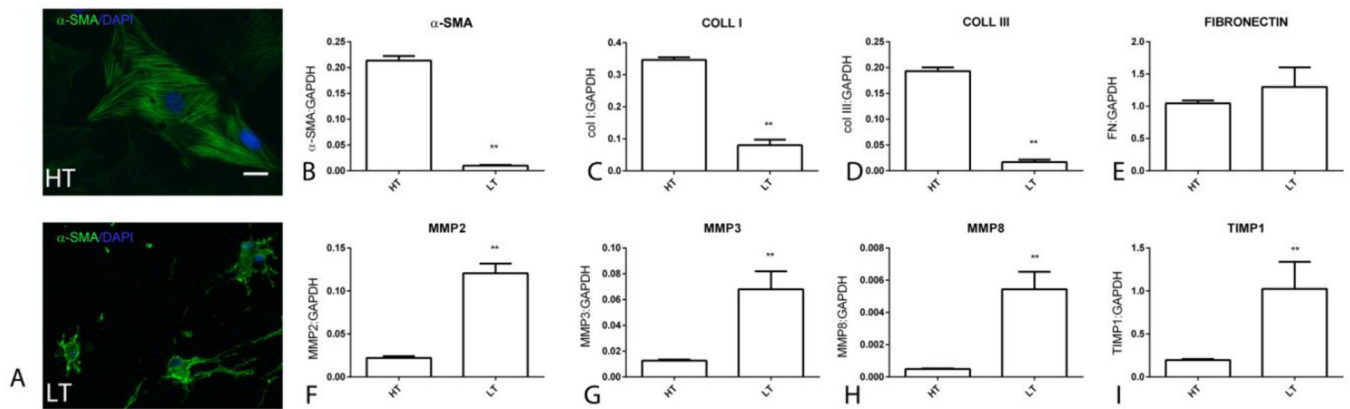 α-SMA/DAPI
HT
α-SMA/DAPI
LT
A
α-SMA
α-SMA:GAPDH
0.25
0.20
0.15
0.10
0.05
0.00
**
HT
LT
B
COLL I
col I:GAPDH
0.4
0.3
0.2
0.1
0.0
**
HT
LT
C
COLL III
col III:GAPDH
0.25
0.20
0.15
0.10
0.05
0.00
**
HT
LT
D
FIBRONECTIN
FN:GAPDH
2.0
1.5
1.0
0.5
0.0
HT
LT
E
MMP2
MMP2:GAPDH
0.15
0.10
0.05
0.00
**
HT
LT
F
MMP3
MMP3:GAPDH
0.10
0.08
0.06
0.04
0.02
0.00
**
HT
LT
G
MMP8
MMP8:GAPDH
0.008
0.006
0.004
0.002
0.000
**
HT
LT
H
TIMP1
TIMP1:GAPDH
1.5
1.0
0.5
0.0
**
HT
LT
I